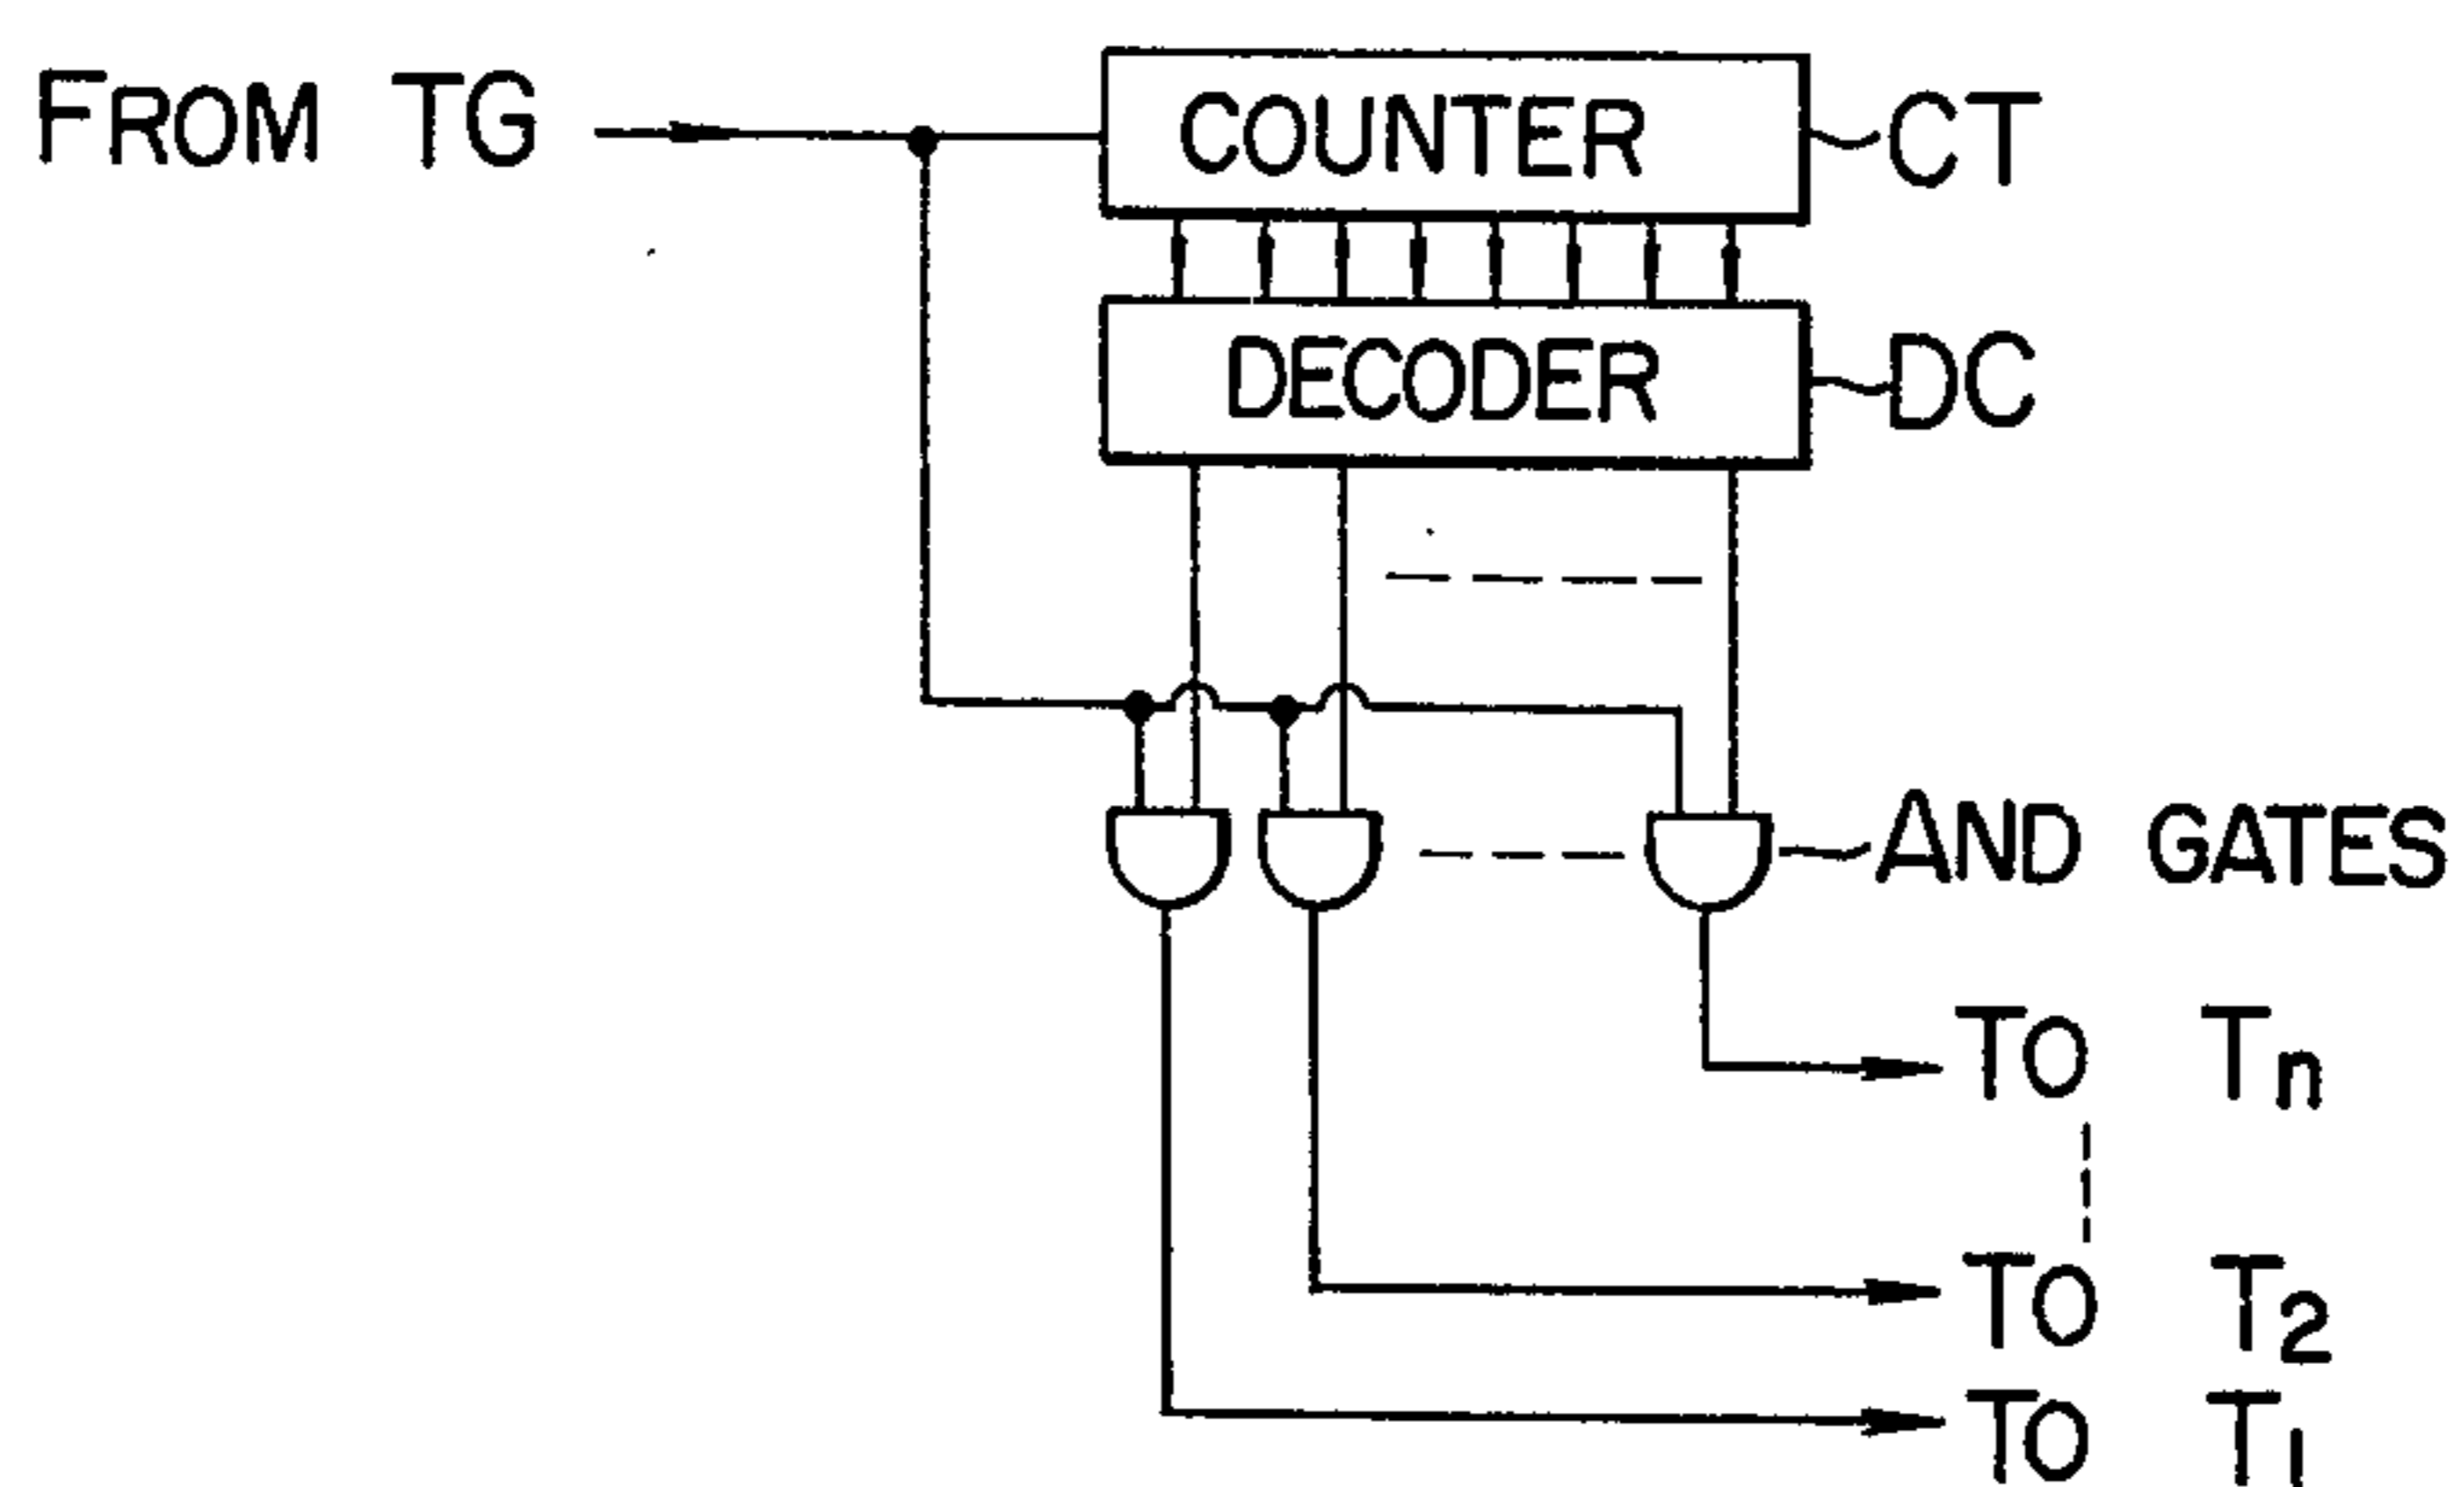 FROM TG
COUNTER CT
DECODER DC
AND GATES
TO Tn
TO T2
TO T1